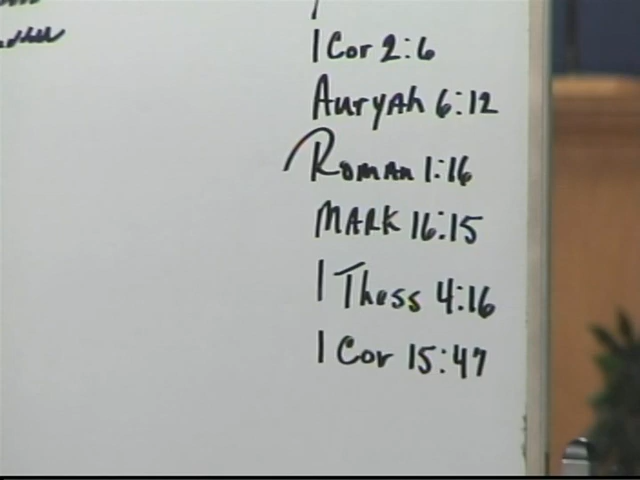 1 Cor 2:6
Auryah 6:12
Roman 1:16
MARK 16:15
1 Thess 4:16
1 Cor 15:47